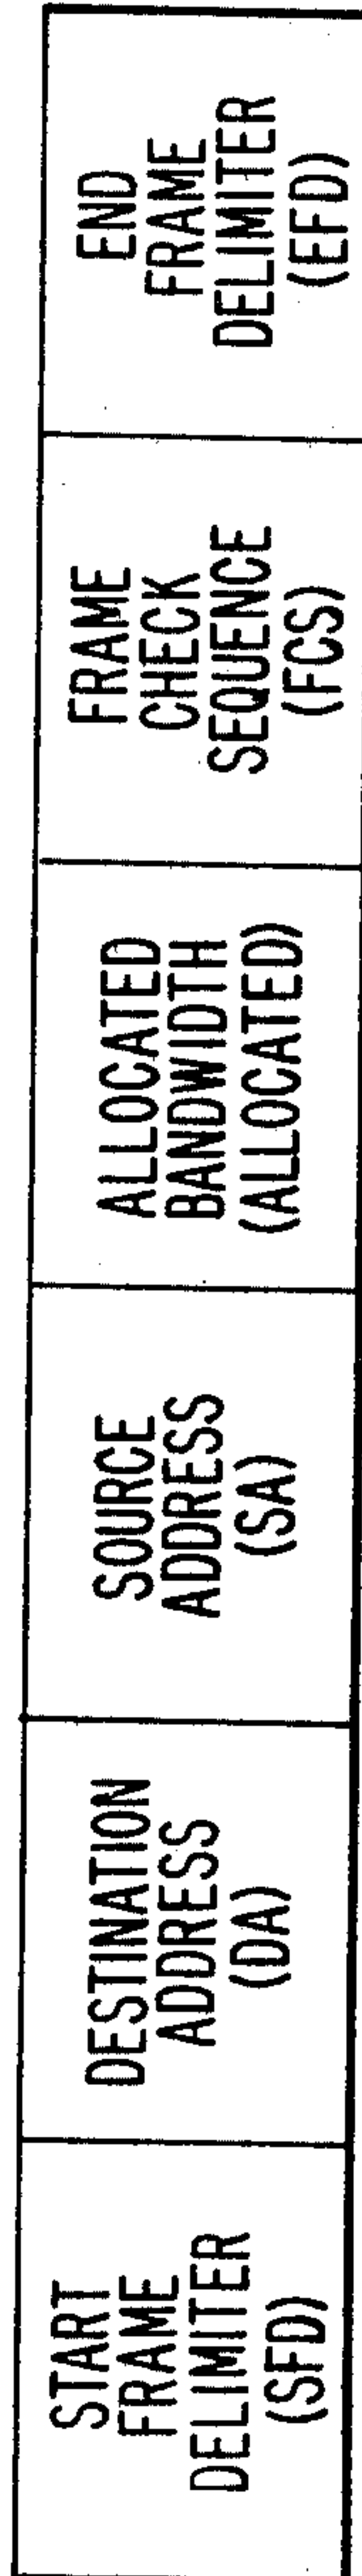 START
FRAME
DELIMITER
(SFD)
DESTINATION
ADDRESS
(DA)
SOURCE
ADDRESS
(SA)
ALLOCATED
BANDWIDTH
(ALLOCATED)
FRAME
CHECK
SEQUENCE
(FCS)
END
FRAME
DELIMITER
(EFD)